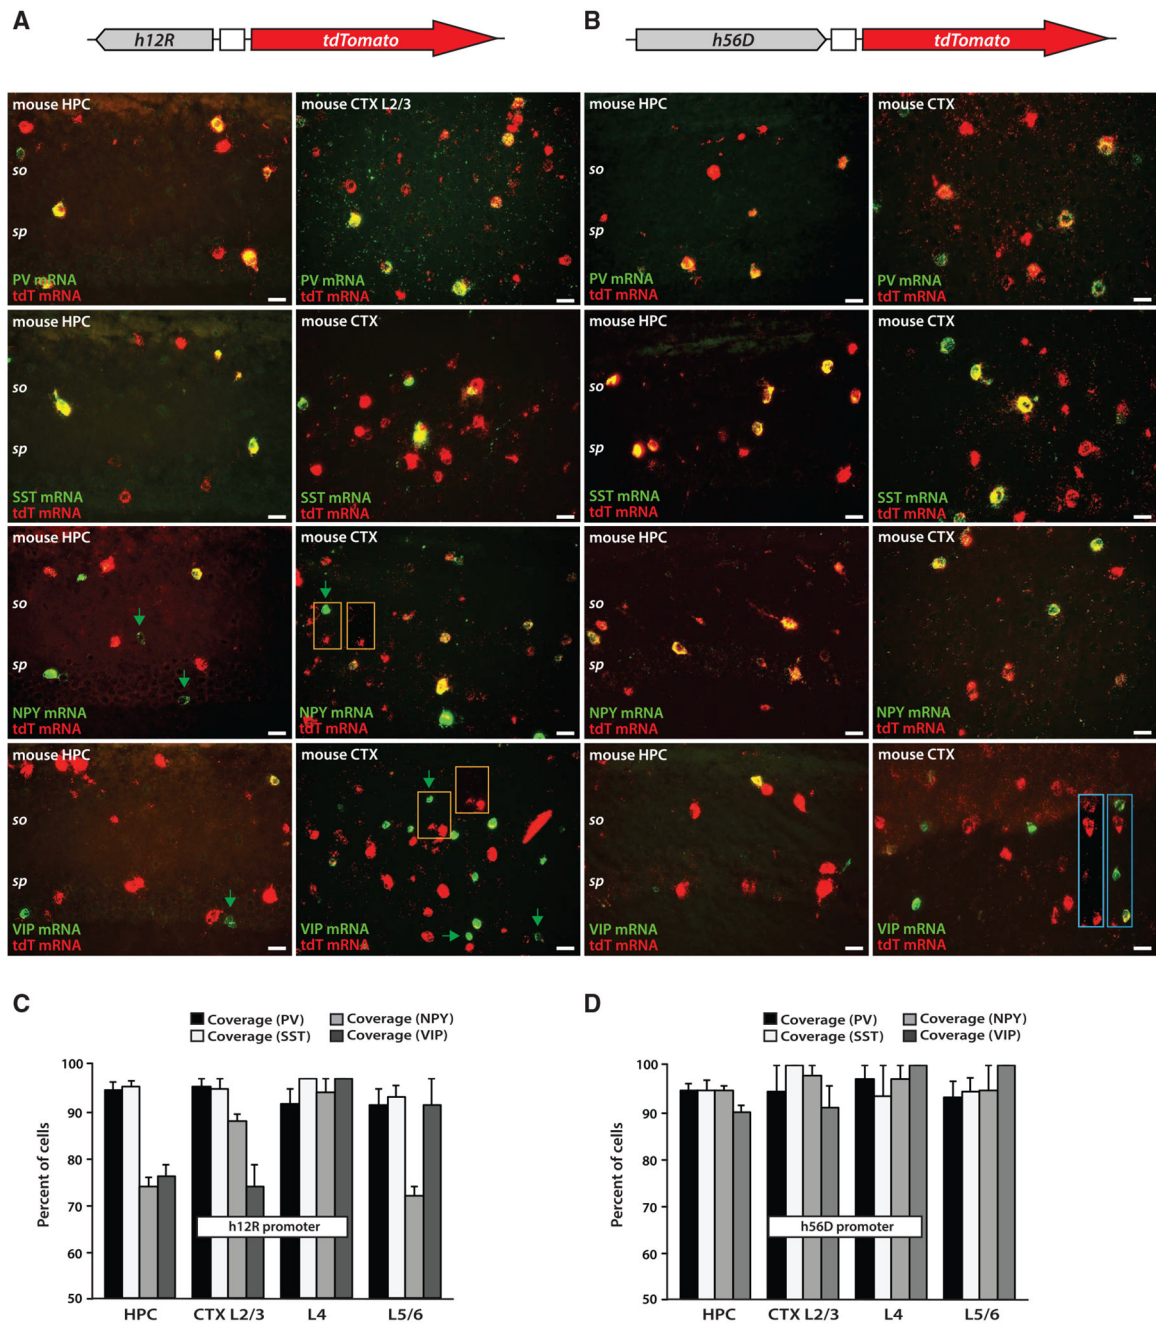 A
h12R
tdTomato
B
h56D
tdTomato
mouse HPC
so
sp
PV mRNA
tdT mRNA
mouse CTX L2/3
PV mRNA
tdT mRNA
mouse HPC
so
sp
PV mRNA
tdT mRNA
mouse CTX
PV mRNA
tdT mRNA
mouse HPC
so
sp
SST mRNA
tdT mRNA
mouse CTX
SST mRNA
tdT mRNA
mouse HPC
so
sp
SST mRNA
tdT mRNA
mouse CTX
SST mRNA
tdT mRNA
mouse HPC
so
sp
NPY mRNA
tdT mRNA
mouse CTX
NPY mRNA
tdT mRNA
mouse HPC
so
sp
NPY mRNA
tdT mRNA
mouse CTX
NPY mRNA
tdT mRNA
mouse HPC
so
sp
VIP mRNA
tdT mRNA
mouse CTX
VIP mRNA
tdT mRNA
mouse HPC
so
sp
VIP mRNA
tdT mRNA
mouse CTX
VIP mRNA
tdT mRNA
C
Coverage (PV)
Coverage (NPY)
Coverage (SST)
Coverage (VIP)
Percent of cells
100
90
80
70
60
50
h12R promoter
HPC
CTX L2/3
L4
L5/6
D
Coverage (PV)
Coverage (NPY)
Coverage (SST)
Coverage (VIP)
Percent of cells
100
90
80
70
60
50
h56D promoter
HPC
CTX L2/3
L4
L5/6